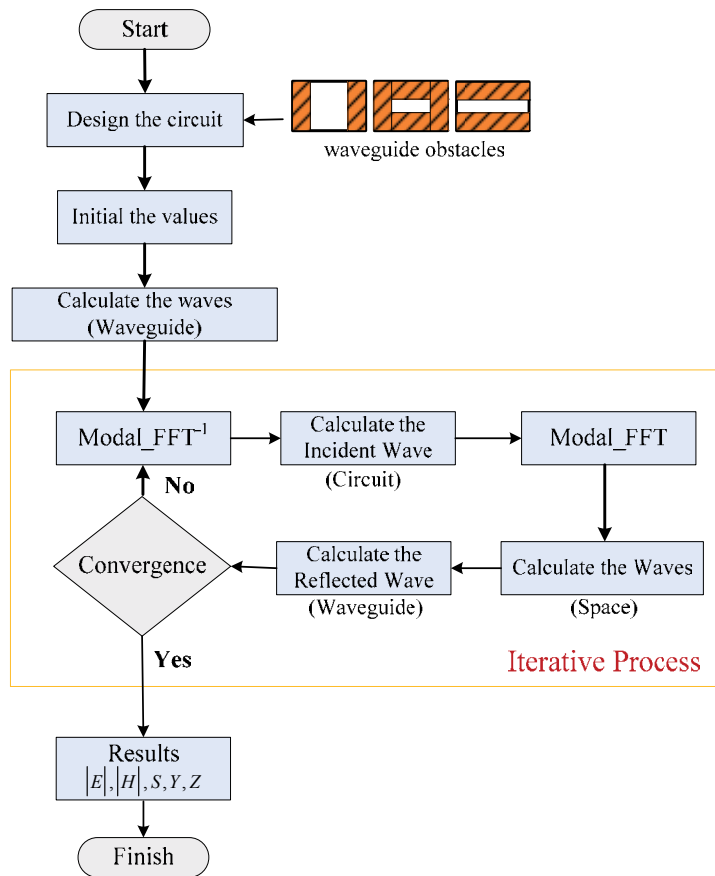 Start
Design the circuit
waveguide obstacles
Initial the values
Calculate the waves
(Waveguide)
Modal_FFT⁻¹
Calculate the
Incident Wave
(Circuit)
Modal_FFT
No
Convergence
Calculate the
Reflected Wave
(Waveguide)
Calculate the Waves
(Space)
Yes
Iterative Process
Results
|E|,|H|,S,Y,Z
Finish